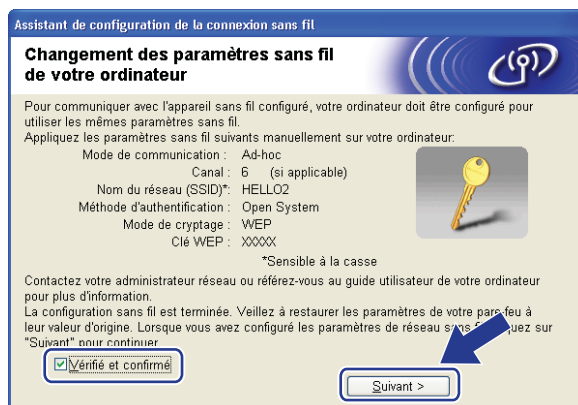 Assistant de configuration de la connexion sans fil
Changement des paramètres sans fil
de votre ordinateur
Pour communiquer avec l'appareil sans fil configuré, votre ordinateur doit être configuré pour
utiliser les mêmes paramètres sans fil.
Appliquez les paramètres sans fil suivants manuellement sur votre ordinateur:
Mode de communication : Ad-hoc
Canal : 6 (si applicable)
Nom du réseau (SSID)*: HELLO2
Méthode d'authentification : Open System
Mode de cryptage : WEP
Clé WEP : XXXXX
*Sensible à la casse
Contactez votre administrateur réseau ou référez-vous au guide utilisateur de votre ordinateur
pour plus d'information.
La configuration sans fil est terminée. Veillez à restaurer les paramètres de votre pare-feu à
leur valeur d'origine. Lorsque vous avez configuré les paramètres de réseau sur
"Suivant" pour continuer
Vérifié et confirmé
Suivant >